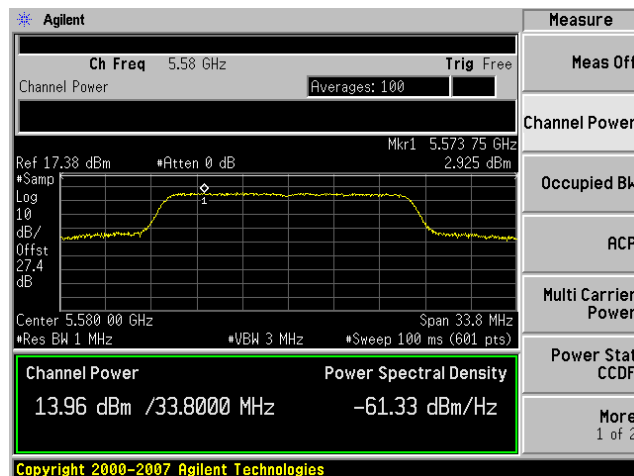 Agilent
Measure
Ch Freq 5.58 GHz Trig Free
Channel Power Averages: 100
Mkr1 5.573 75 GHz
Ref 17.38 dBm #Atten 0 dB 2.925 dBm
#Samp
Log
10
dB/
Offst
27.4
dB
1
Center 5.580 00 GHz Span 33.8 MHz
#Res BW 1 MHz #VBW 3 MHz #Sweep 100 ms (601 pts)
Channel Power Power Spectral Density
13.96 dBm /33.8000 MHz -61.33 dBm/Hz
Copyright 2000-2007 Agilent Technologies
Meas Off
Channel Power
Occupied BW
ACP
Multi Carrier
Power
Power Stat
CCDF
More
1 of 2